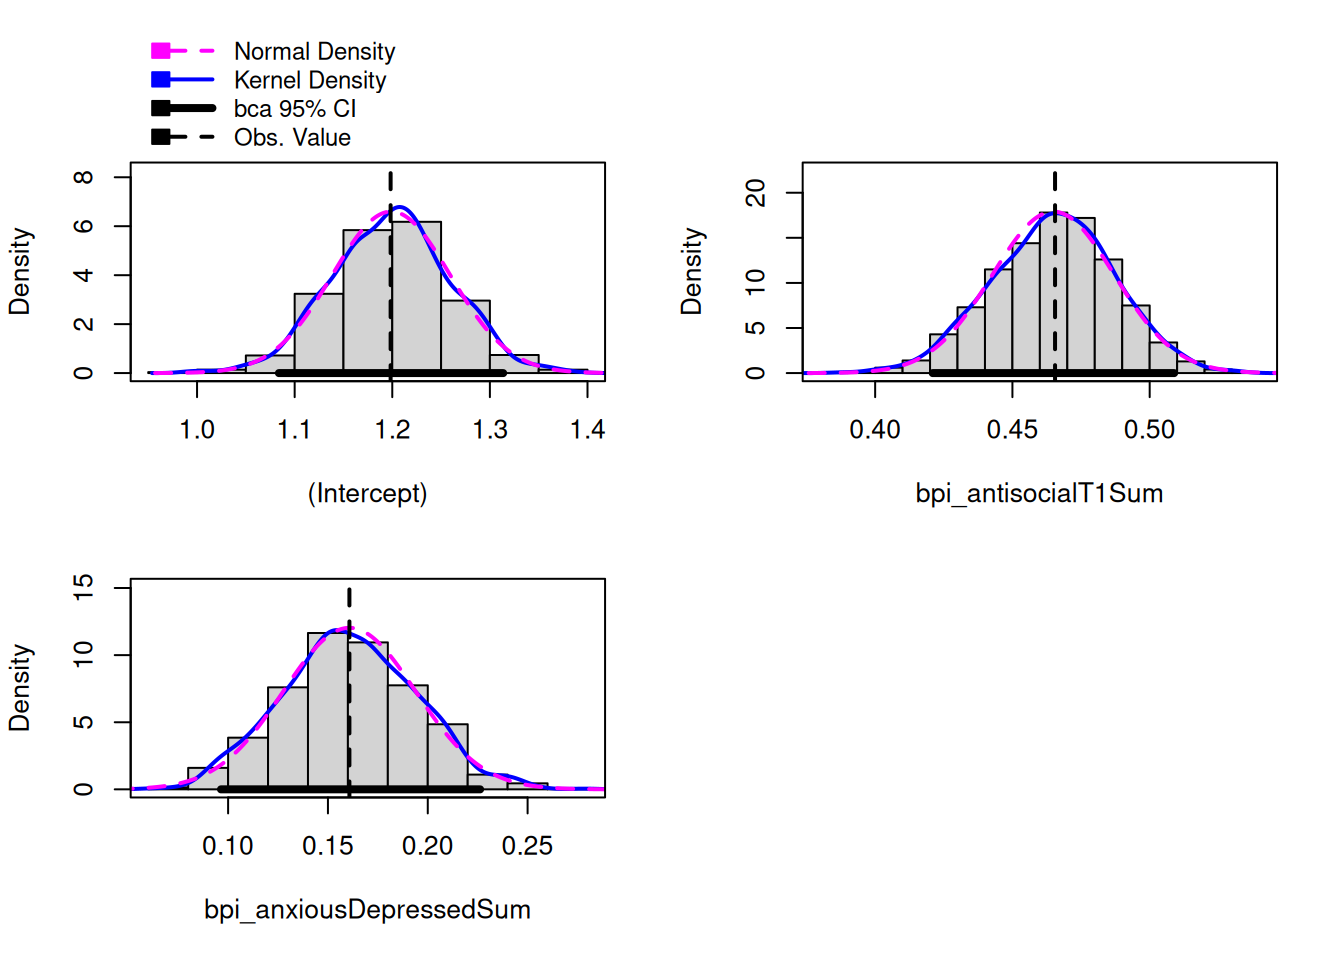 Normal Density
Kernel Density
bca 95% CI
Obs. Value
Density
0 2 4 6 8
1.0 1.1 1.2 1.3 1.4
(Intercept)
Density
0 5 10 20
0.40 0.45 0.50
bpi_antisocialT1Sum
Density
0 5 10 15
0.10 0.15 0.20 0.25
bpi_anxiousDepressedSum